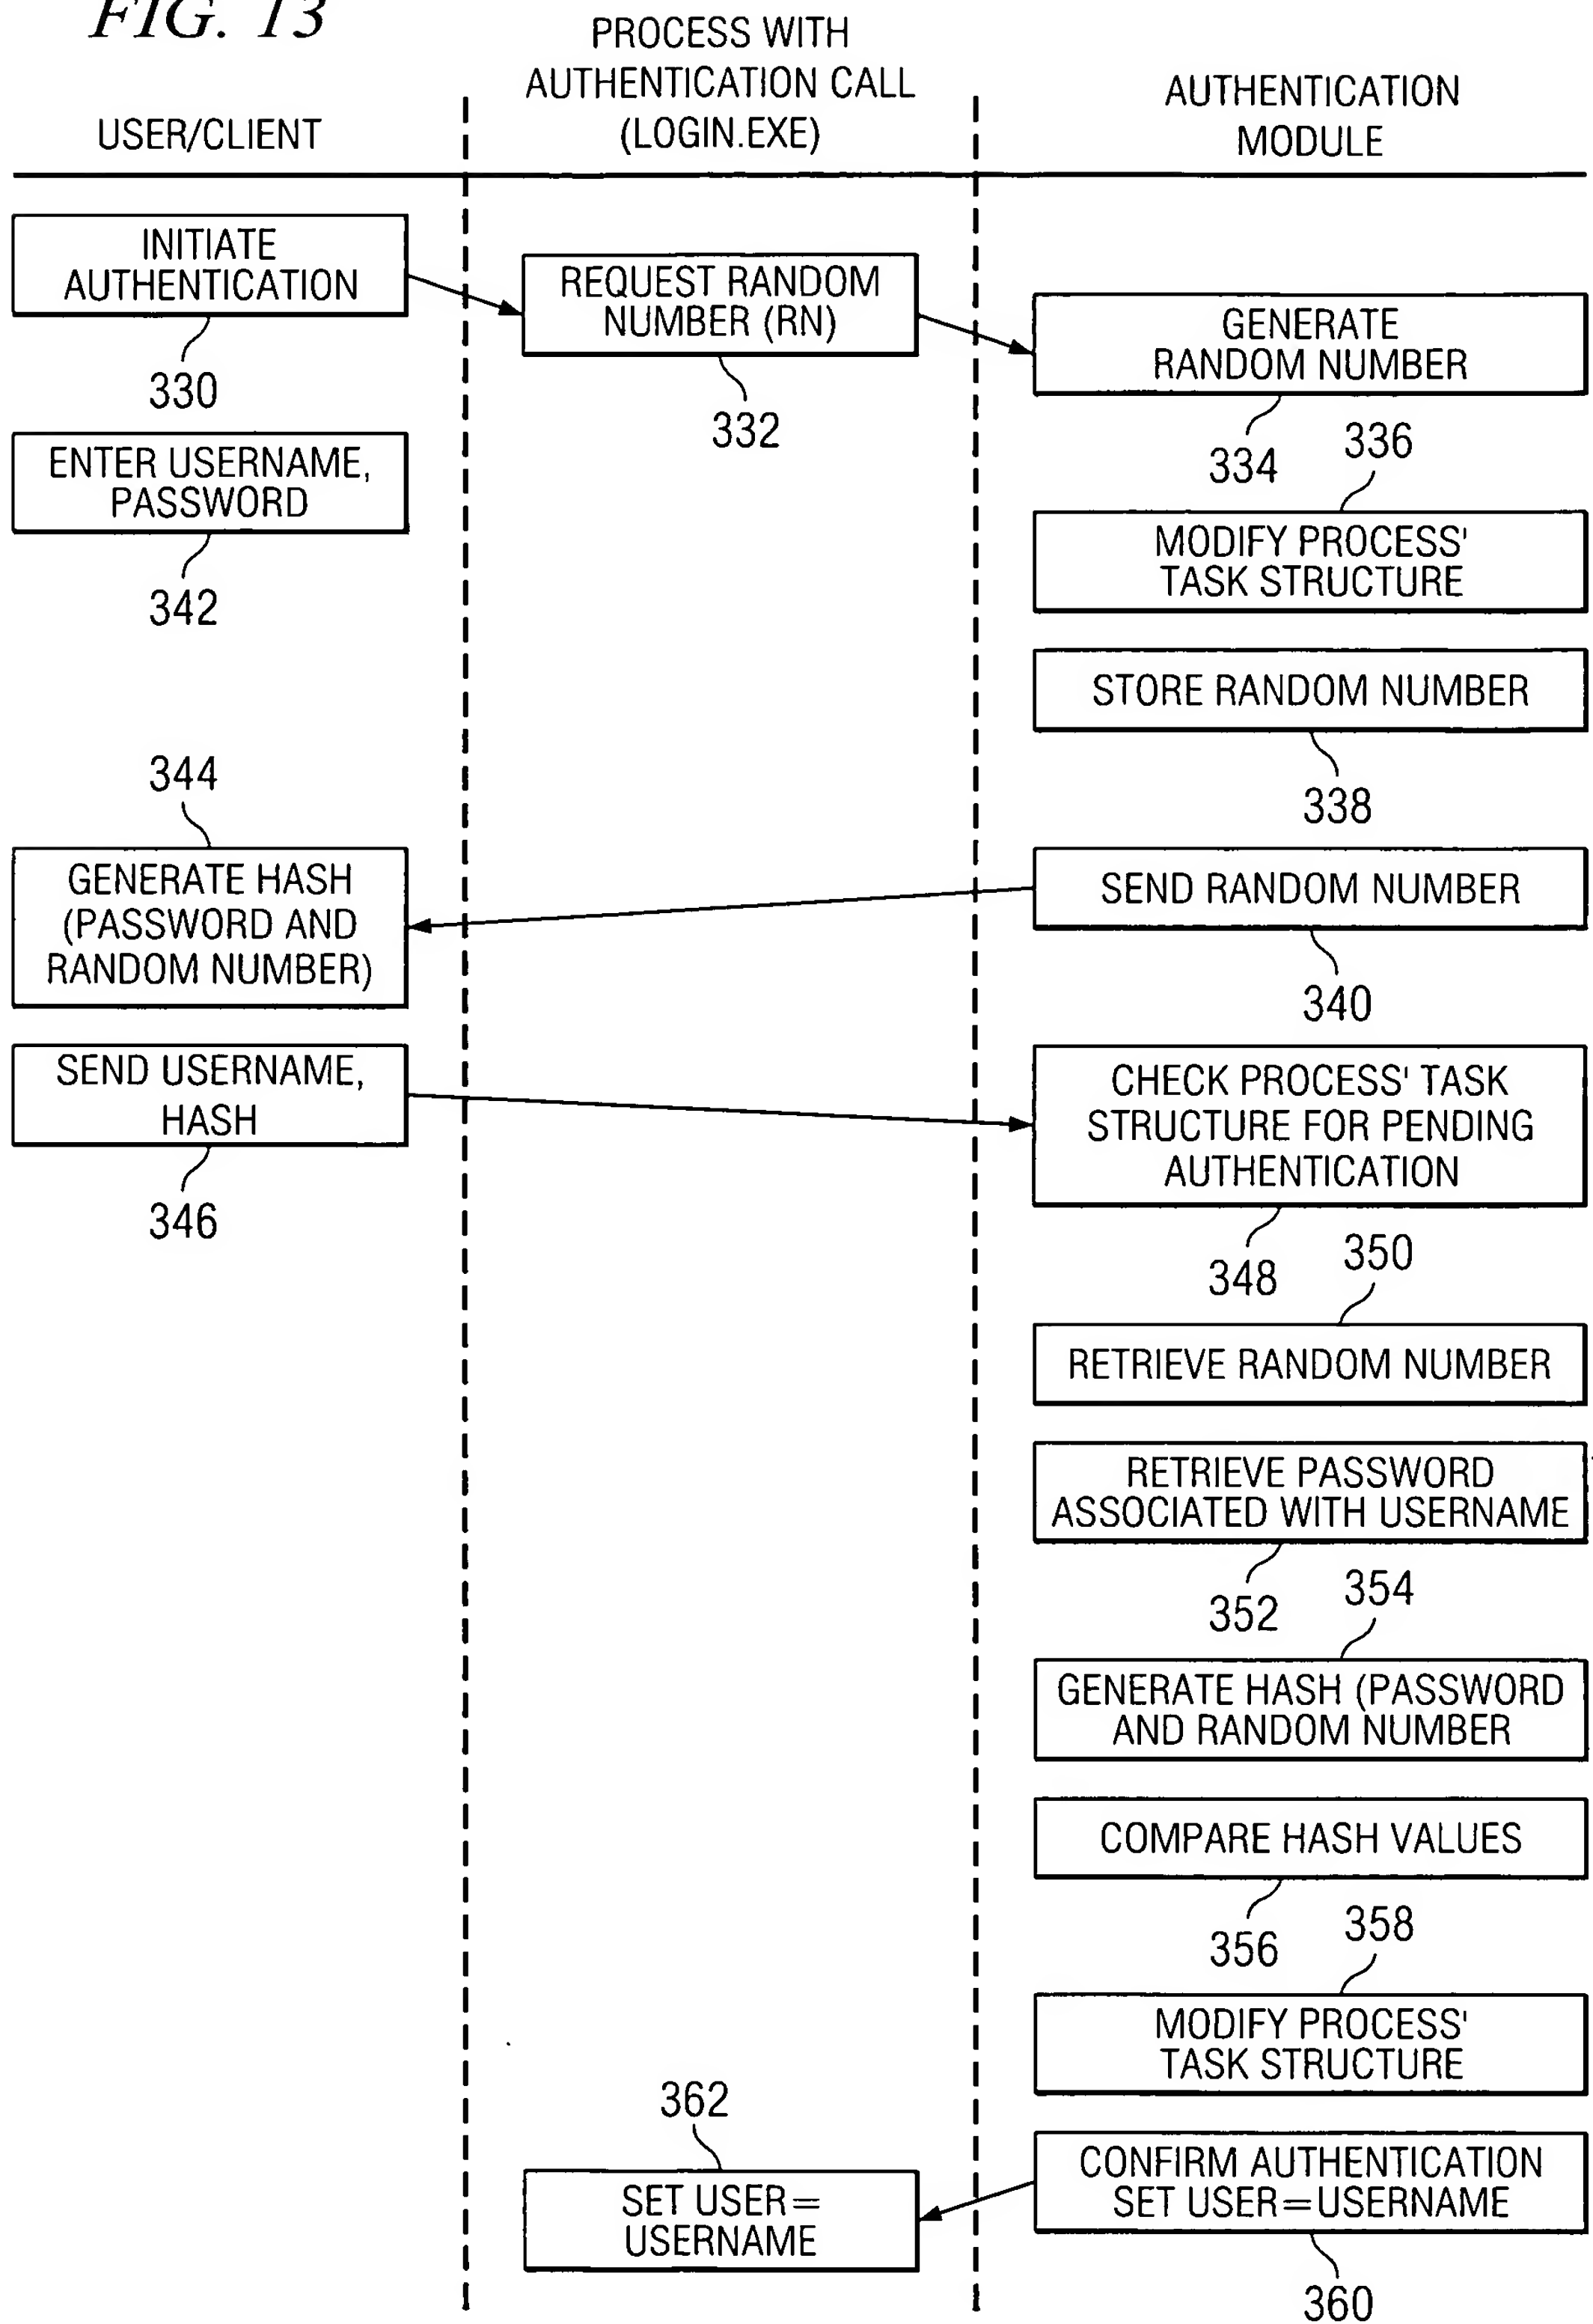 FIG. 13
USER/CLIENT
PROCESS WITH
AUTHENTICATION CALL
(LOGIN.EXE)
AUTHENTICATION
MODULE
INITIATE
AUTHENTICATION
330
REQUEST RANDOM
NUMBER (RN)
332
GENERATE
RANDOM NUMBER
334
336
MODIFY PROCESS'
TASK STRUCTURE
STORE RANDOM NUMBER
338
SEND RANDOM NUMBER
340
ENTER USERNAME,
PASSWORD
342
344
GENERATE HASH
(PASSWORD AND
RANDOM NUMBER)
SEND USERNAME,
HASH
346
CHECK PROCESS' TASK
STRUCTURE FOR PENDING
AUTHENTICATION
348
350
RETRIEVE RANDOM NUMBER
RETRIEVE PASSWORD
ASSOCIATED WITH USERNAME
352
354
GENERATE HASH (PASSWORD
AND RANDOM NUMBER
COMPARE HASH VALUES
356
358
MODIFY PROCESS'
TASK STRUCTURE
CONFIRM AUTHENTICATION
SET USER=USERNAME
360
362
SET USER=
USERNAME